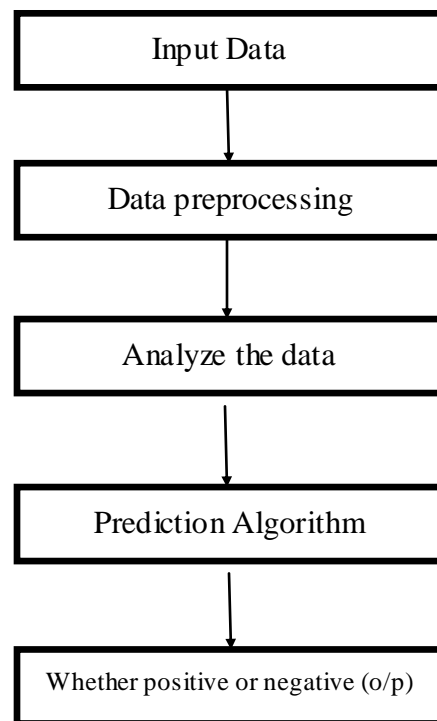 Input Data
Data preprocessing
Analyze the data
Prediction Algorithm
Whether positive or negative (o/p)